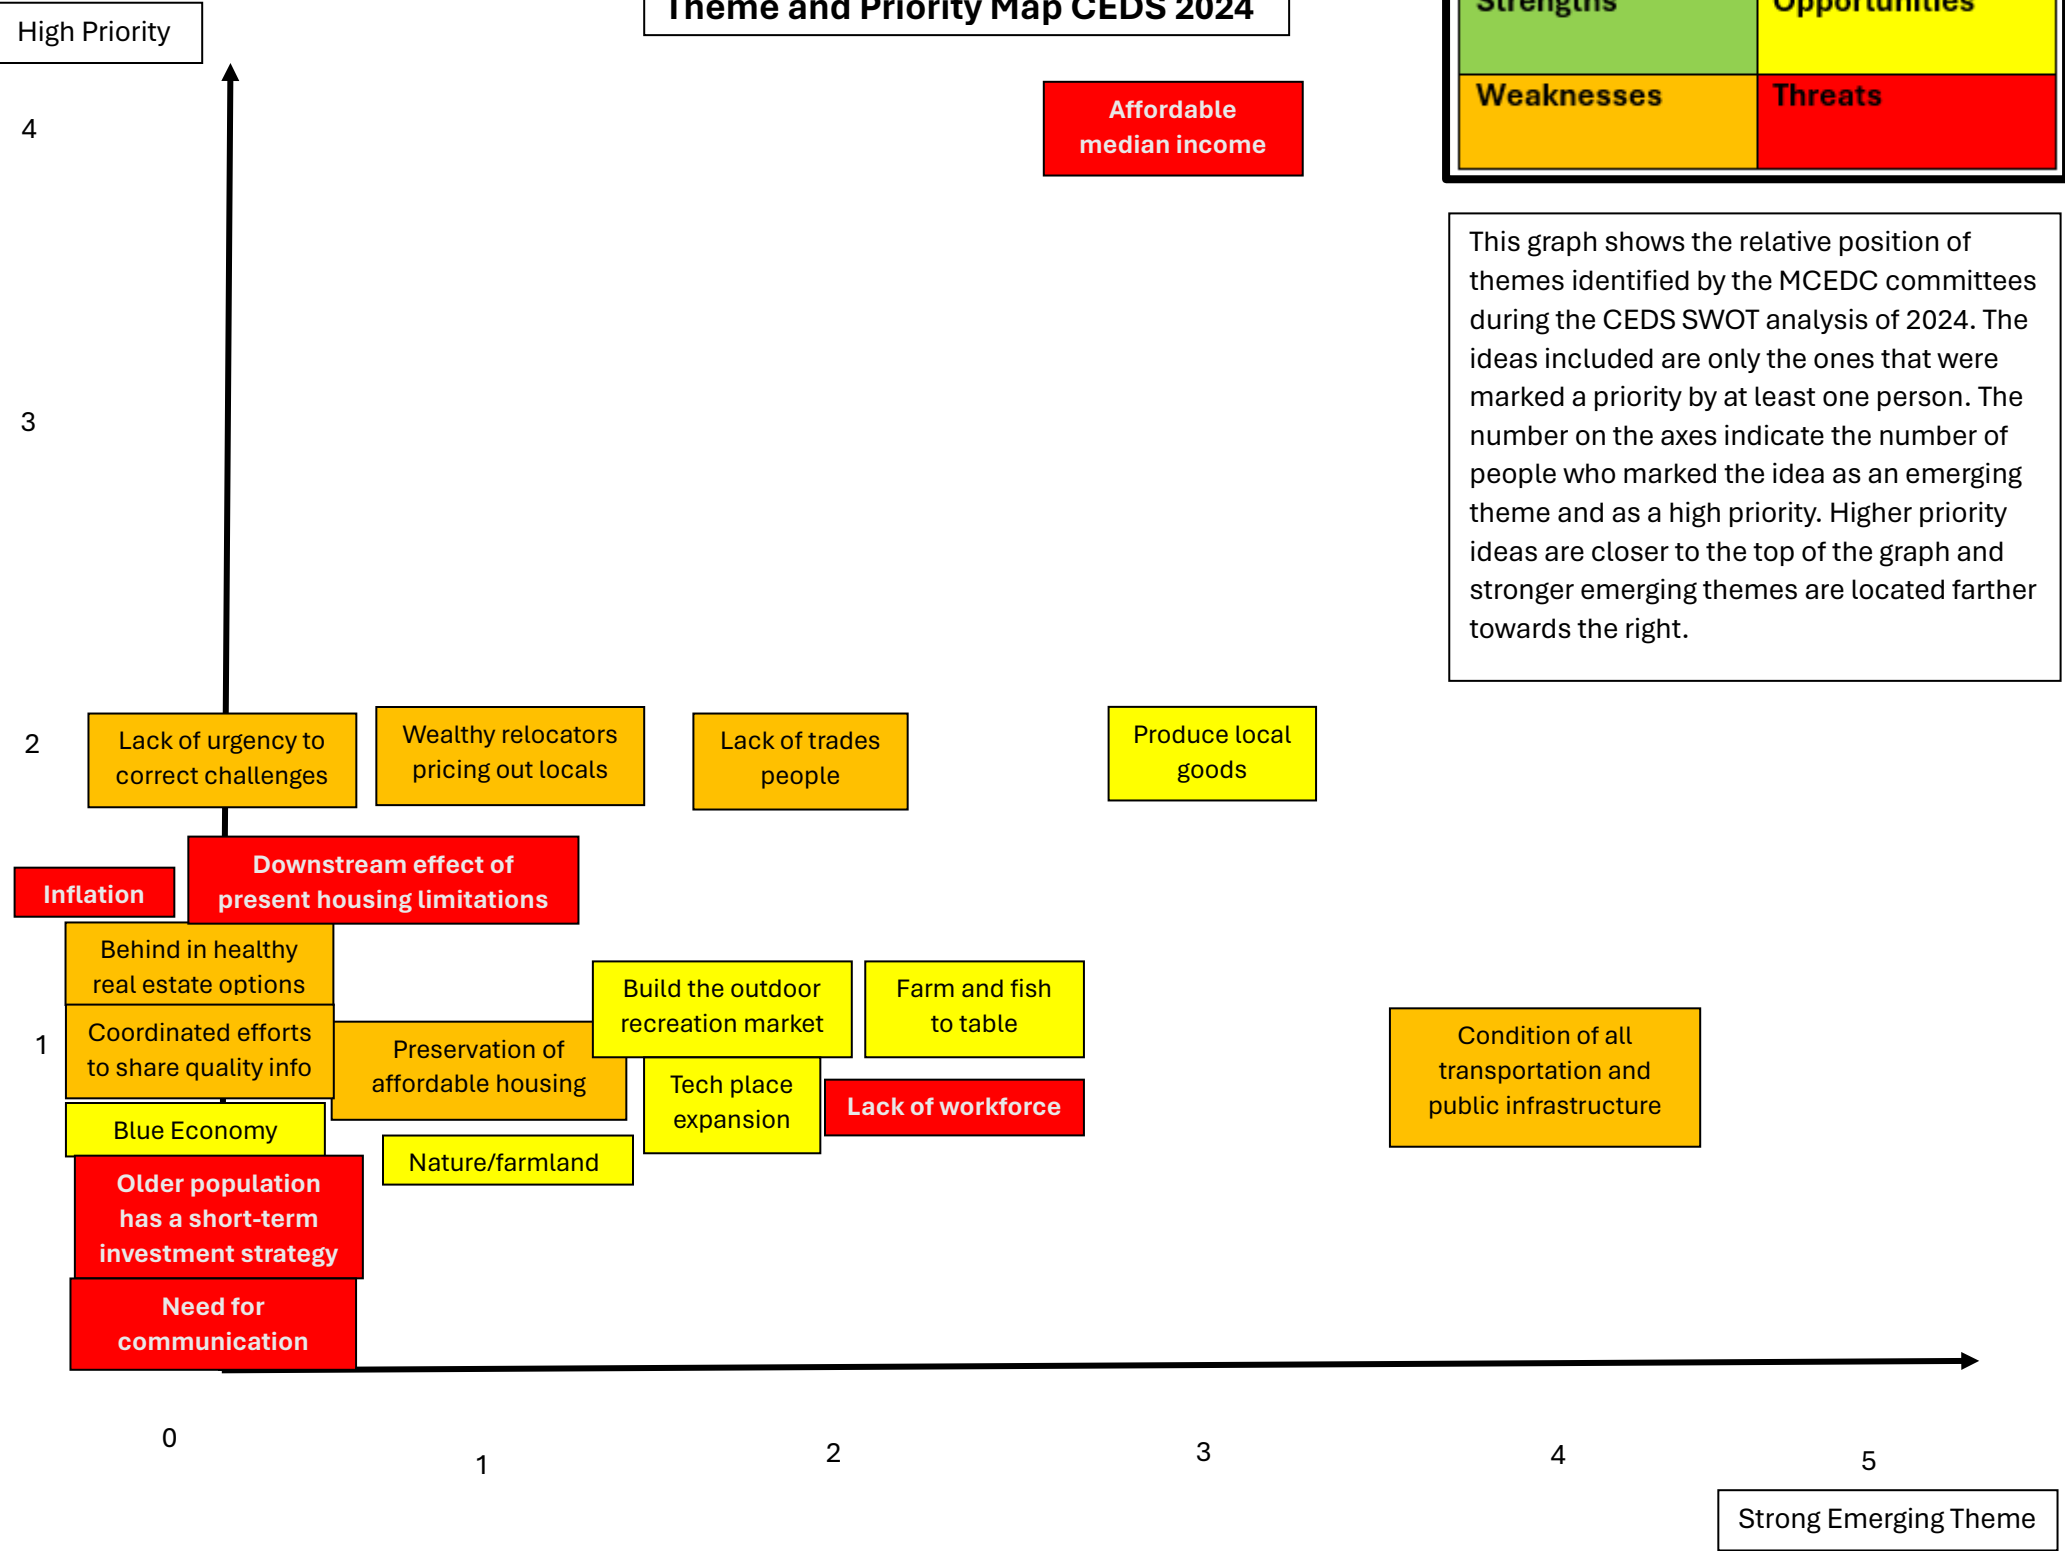 High Priority
Theme and Priority Map CEDS 2024
Strengths
Opportunities
Weaknesses
Threats
4
Affordable
median income
This graph shows the relative position of
themes identified by the MCEDC committees
during the CEDS SWOT analysis of 2024. The
ideas included are only the ones that were
marked a priority by at least one person. The
number on the axes indicate the number of
people who marked the idea as an emerging
theme and as a high priority. Higher priority
ideas are closer to the top of the graph and
stronger emerging themes are located farther
towards the right.
3
2
Lack of urgency to
correct challenges
Wealthy relocators
pricing out locals
Lack of trades
people
Produce local
goods
Inflation
Downstream effect of
present housing limitations
Behind in healthy
real estate options
1
Coordinated efforts
to share quality info
Preservation of
affordable housing
Build the outdoor
recreation market
Farm and fish
to table
Tech place
expansion
Lack of workforce
Condition of all
transportation and
public infrastructure
Blue Economy
Nature/farmland
Older population
has a short-term
investment strategy
Need for
communication
0
1
2
3
4
5
Strong Emerging Theme